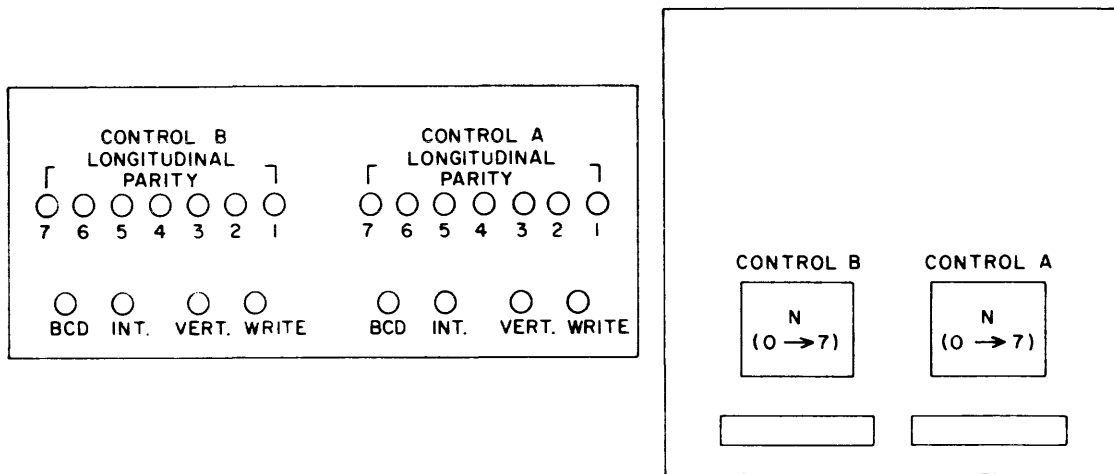 CONTROL B
LONGITUDINAL
PARITY
7 6 5 4 3 2 1
BCD INT. VERT. WRITE
CONTROL A
LONGITUDINAL
PARITY
7 6 5 4 3 2 1
BCD INT. VERT. WRITE
CONTROL B
N
(0 → 7)
CONTROL A
N
(0 → 7)